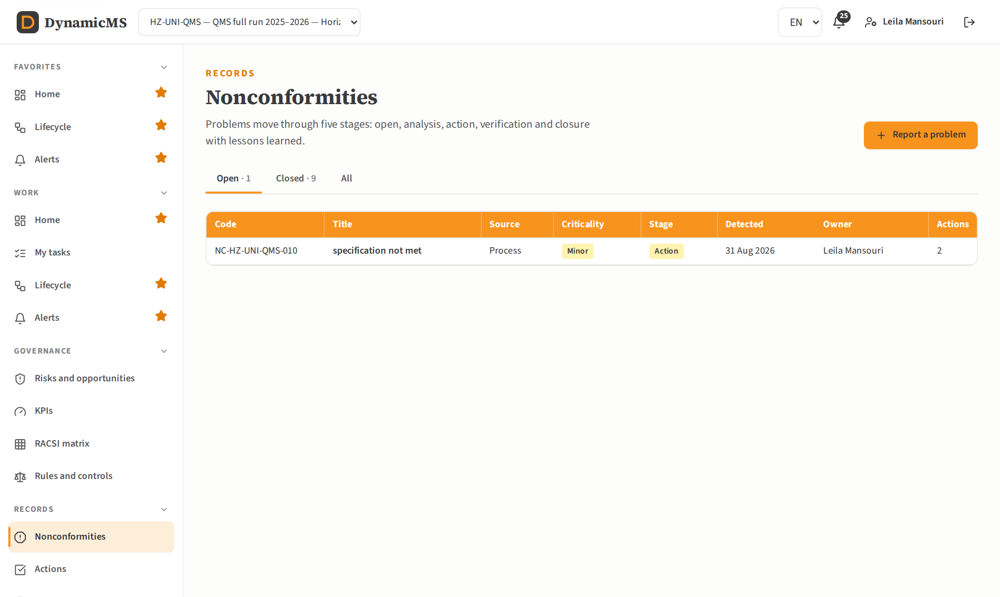 D DynamicMS
HZ-UNI-QMS — QMS full run 2025–2026 — Horiz
EN
25
Leila Mansouri
FAVORITES
Home
Lifecycle
Alerts
WORK
Home
My tasks
Lifecycle
Alerts
GOVERNANCE
Risks and opportunities
KPIs
RACSI matrix
Rules and controls
RECORDS
Nonconformities
Actions
RECORDS
Nonconformities
Problems move through five stages: open, analysis, action, verification and closure
with lessons learned.
Report a problem
Open · 1 Closed · 9 All
Code Title Source Criticality Stage Detected Owner Actions
NC-HZ-UNI-QMS-010 specification not met Process Minor Action 31 Aug 2026 Leila Mansouri 2